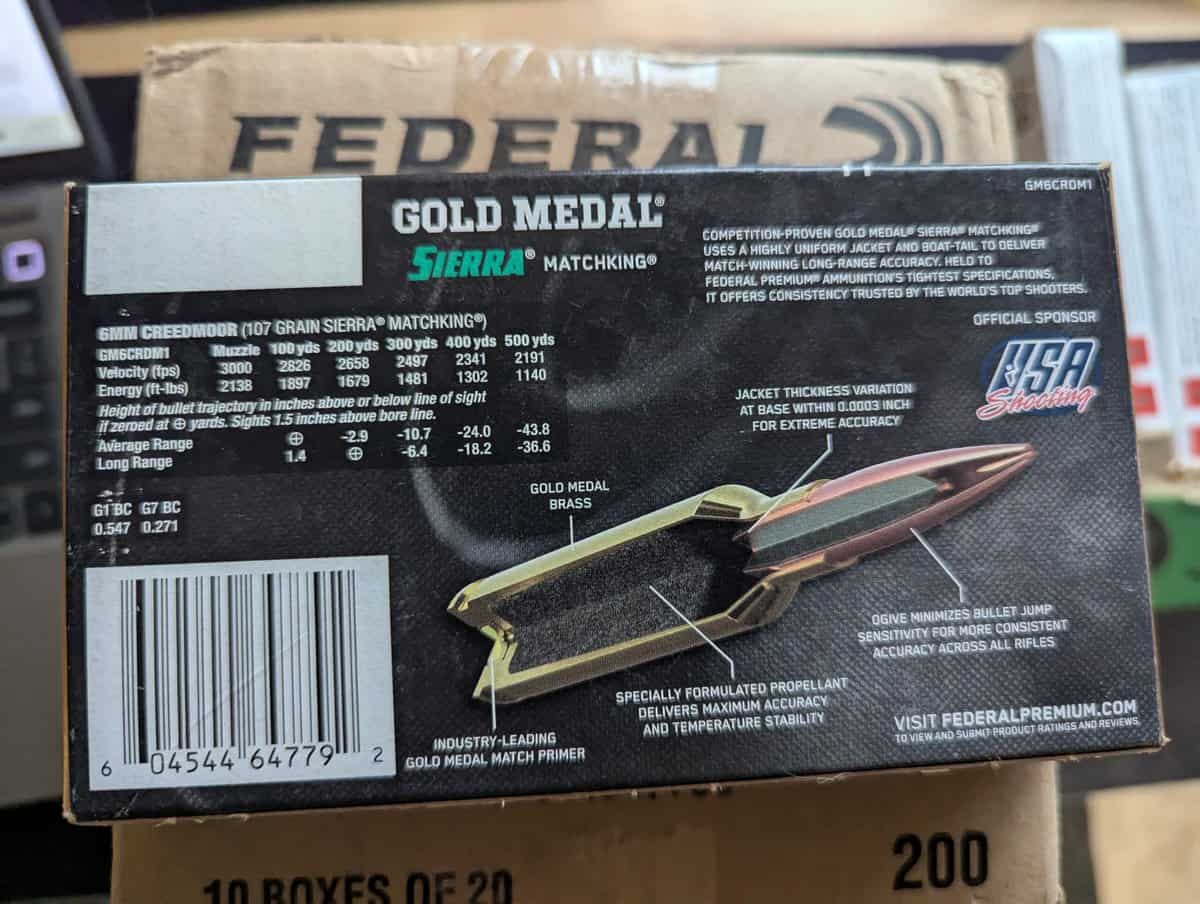 FEDERAL
GM6CRDM1
GOLD MEDAL®
SIERRA® MATCHKING®
COMPETITION-PROVEN GOLD MEDAL® SIERRA® MATCHKING®
USES A HIGHLY UNIFORM JACKET AND BOAT-TAIL TO DELIVER
MATCH-WINNING LONG-RANGE ACCURACY. HELD TO
FEDERAL PREMIUM® AMMUNITION'S TIGHTEST SPECIFICATIONS,
IT OFFERS CONSISTENCY TRUSTED BY THE WORLD'S TOP SHOOTERS.
OFFICIAL SPONSOR
USA
Shooting
6MM CREEDMOOR (107 GRAIN SIERRA® MATCHKING®)
GM6CRDM1 Muzzle 100 yds 200 yds 300 yds 400 yds 500 yds
Velocity (fps) 3000 2826 2658 2497 2341 2191
Energy (ft-lbs) 2138 1897 1679 1481 1302 1140
Height of bullet trajectory in inches above or below line of sight
if zeroed at ⊕ yards. Sights 1.5 inches above bore line.
Average Range ⊕ -2.9 -10.7 -24.0 -43.8
Long Range 1.4 ⊕ -6.4 -18.2 -36.6
G1 BC G7 BC
0.547 0.271
JACKET THICKNESS VARIATION
AT BASE WITHIN 0.0003 INCH
FOR EXTREME ACCURACY
GOLD MEDAL
BRASS
OGIVE MINIMIZES BULLET JUMP
SENSITIVITY FOR MORE CONSISTENT
ACCURACY ACROSS ALL RIFLES
SPECIALLY FORMULATED PROPELLANT
DELIVERS MAXIMUM ACCURACY
AND TEMPERATURE STABILITY
INDUSTRY-LEADING
GOLD MEDAL MATCH PRIMER
VISIT FEDERALPREMIUM.COM
TO VIEW AND SUBMIT PRODUCT RATINGS AND REVIEWS.
6 04544 64779 2
10 BOXES OF 20
200